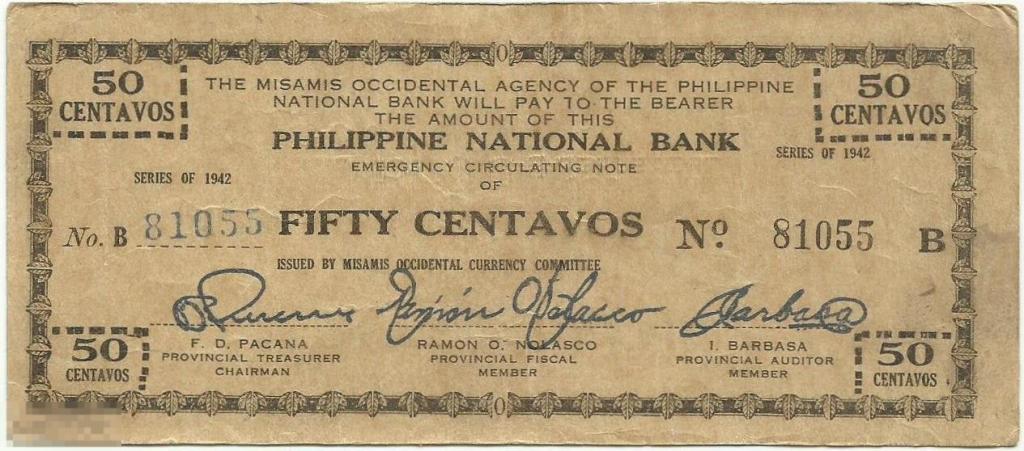 50
CENTAVOS
THE MISAMIS OCCIDENTAL AGENCY OF THE PHILIPPINE
NATIONAL BANK WILL PAY TO THE BEARER
THE AMOUNT OF THIS
PHILIPPINE NATIONAL BANK
EMERGENCY CIRCULATING NOTE
OF
50
CENTAVOS
SERIES OF 1942
SERIES OF 1942
No. B 81055 FIFTY CENTAVOS Nº. 81055 B
ISSUED BY MISAMIS OCCIDENTAL CURRENCY COMMITTEE
Ramón O. Nolasco
IBarbasa
F. D. PACANA
PROVINCIAL TREASURER
CHAIRMAN
RAMON O. NOLASCO
PROVINCIAL FISCAL
MEMBER
I. BARBASA
PROVINCIAL AUDITOR
MEMBER
50
CENTAVOS
50
CENTAVOS